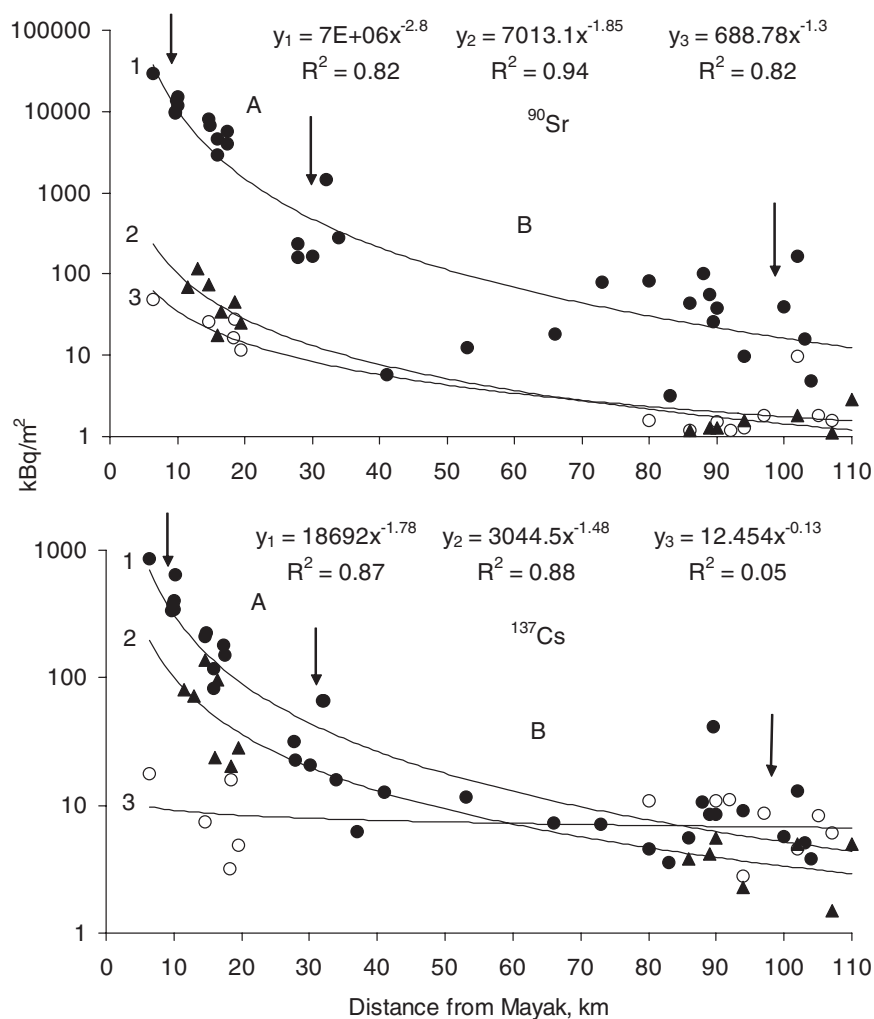 y₁ = 7E+06x⁻²·⁸ y₂ = 7013.1x⁻¹·⁸⁵ y₃ = 688.78x⁻¹·³
R² = 0.82 R² = 0.94 R² = 0.82
100000
10000
1000
100
10
1
1
2
3
A
B
⁹⁰Sr
0 10 20 30 40 50 60 70 80 90 100 110
kBq/m²
y₁ = 18692x⁻¹·⁷⁸ y₂ = 3044.5x⁻¹·⁴⁸ y₃ = 12.454x⁻⁰·¹³
R² = 0.87 R² = 0.88 R² = 0.05
1000
100
10
1
1
2
3
A
B
¹³⁷Cs
0 10 20 30 40 50 60 70 80 90 100 110
Distance from Mayak, km